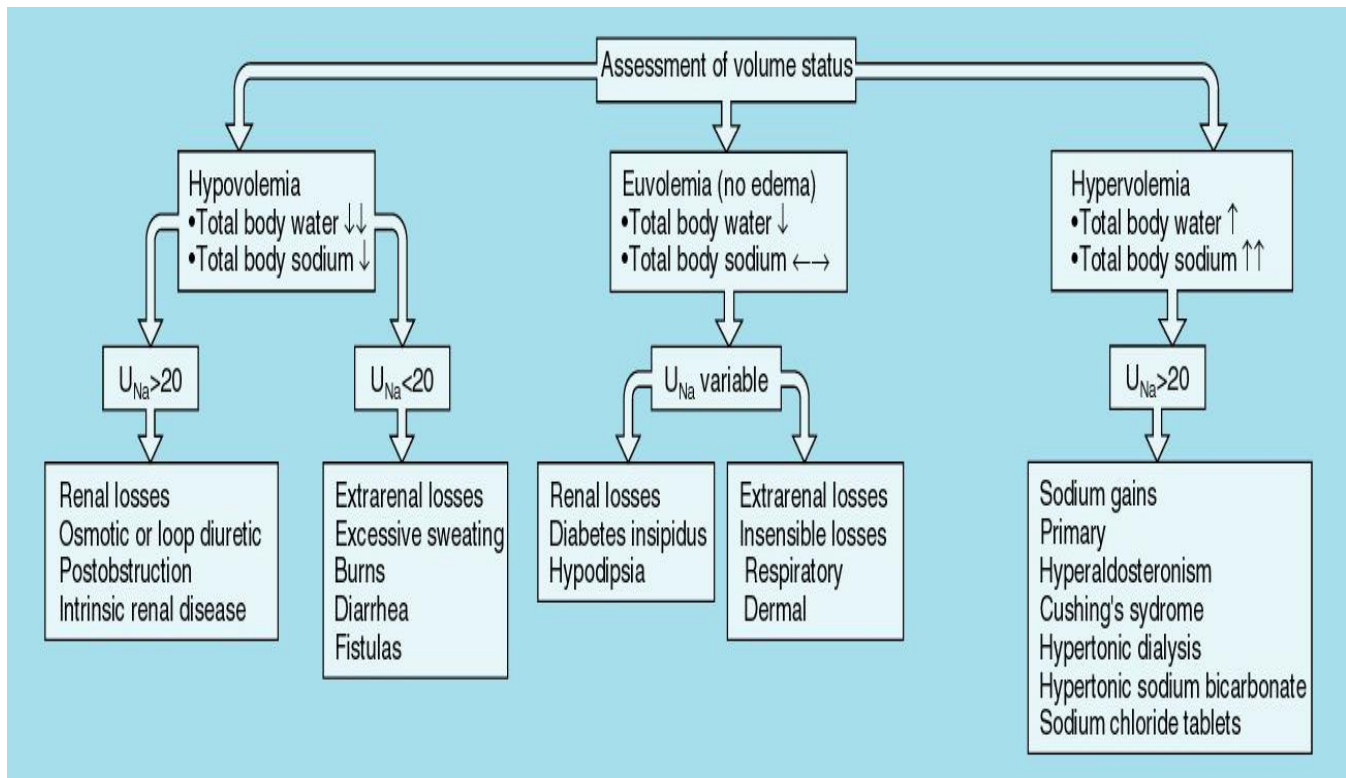 Assessment of volume status
Hypovolemia
•Total body water ↓↓
•Total body sodium ↓
Euvolemia (no edema)
•Total body water ↓
•Total body sodium ←→
Hypervolemia
•Total body water ↑
•Total body sodium ↑↑
UNa>20
UNa<20
UNa variable
UNa>20
Renal losses
Osmotic or loop diuretic
Postobstruction
Intrinsic renal disease
Extrarenal losses
Excessive sweating
Burns
Diarrhea
Fistulas
Renal losses
Diabetes insipidus
Hypodipsia
Extrarenal losses
Insensible losses
Respiratory
Dermal
Sodium gains
Primary
Hyperaldosteronism
Cushing's sydrome
Hypertonic dialysis
Hypertonic sodium bicarbonate
Sodium chloride tablets